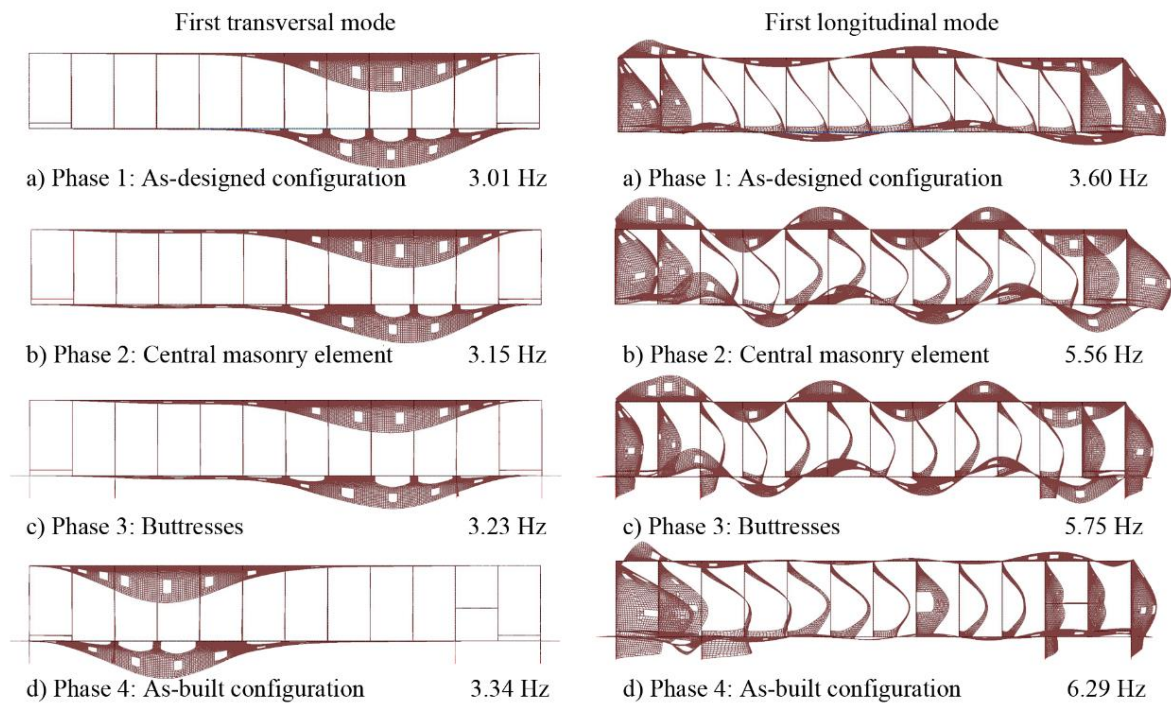 First transversal mode
First longitudinal mode
a) Phase 1: As-designed configuration 3.01 Hz
a) Phase 1: As-designed configuration 3.60 Hz
b) Phase 2: Central masonry element 3.15 Hz
b) Phase 2: Central masonry element 5.56 Hz
c) Phase 3: Buttresses 3.23 Hz
c) Phase 3: Buttresses 5.75 Hz
d) Phase 4: As-built configuration 3.34 Hz
d) Phase 4: As-built configuration 6.29 Hz